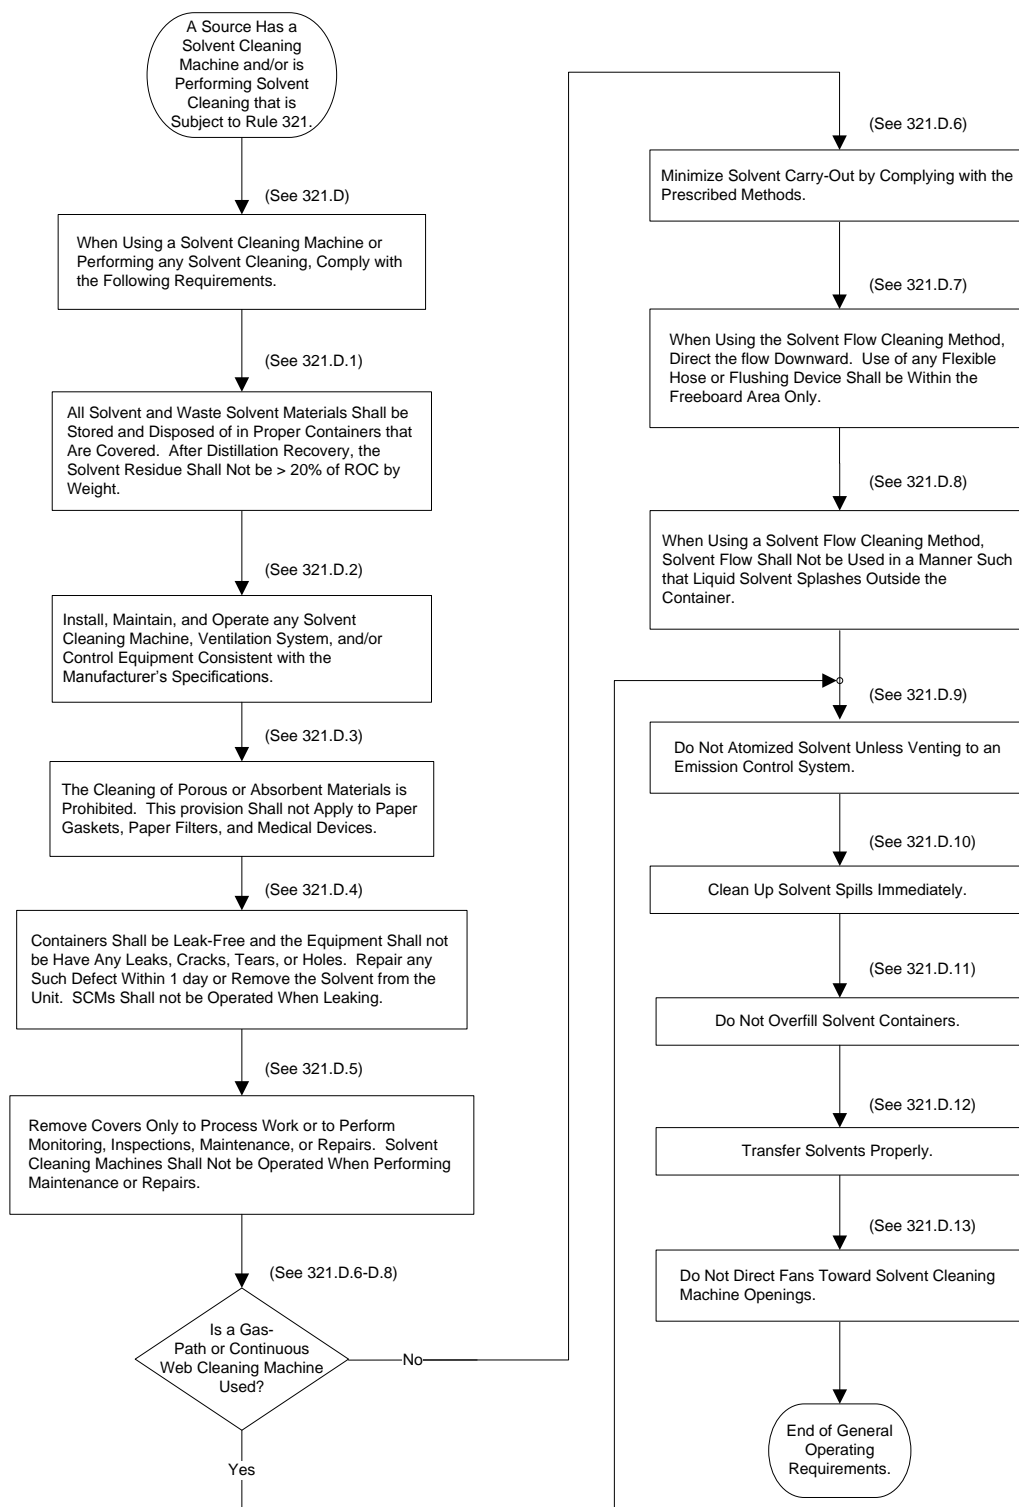 A Source Has a
Solvent Cleaning
Machine and/or is
Performing Solvent
Cleaning that is
Subject to Rule 321.
(See 321.D)
When Using a Solvent Cleaning Machine or
Performing any Solvent Cleaning, Comply with
the Following Requirements.
(See 321.D.1)
All Solvent and Waste Solvent Materials Shall be
Stored and Disposed of in Proper Containers that
Are Covered.  After Distillation Recovery, the
Solvent Residue Shall Not be > 20% of ROC by
Weight.
(See 321.D.2)
Install, Maintain, and Operate any Solvent
Cleaning Machine, Ventilation System, and/or
Control Equipment Consistent with the
Manufacturer's Specifications.
(See 321.D.3)
The Cleaning of Porous or Absorbent Materials is
Prohibited.  This provision Shall not Apply to Paper
Gaskets, Paper Filters, and Medical Devices.
(See 321.D.4)
Containers Shall be Leak-Free and the Equipment Shall not
be Have Any Leaks, Cracks, Tears, or Holes.  Repair any
Such Defect Within 1 day or Remove the Solvent from the
Unit.  SCMs Shall not be Operated When Leaking.
(See 321.D.5)
Remove Covers Only to Process Work or to Perform
Monitoring, Inspections, Maintenance, or Repairs.  Solvent
Cleaning Machines Shall Not be Operated When Performing
Maintenance or Repairs.
(See 321.D.6-D.8)
Is a Gas-
Path or Continuous
Web Cleaning Machine
Used?
No
Yes
(See 321.D.6)
Minimize Solvent Carry-Out by Complying with the
Prescribed Methods.
(See 321.D.7)
When Using the Solvent Flow Cleaning Method,
Direct the flow Downward.  Use of any Flexible
Hose or Flushing Device Shall be Within the
Freeboard Area Only.
(See 321.D.8)
When Using a Solvent Flow Cleaning Method,
Solvent Flow Shall Not be Used in a Manner Such
that Liquid Solvent Splashes Outside the
Container.
(See 321.D.9)
Do Not Atomized Solvent Unless Venting to an
Emission Control System.
(See 321.D.10)
Clean Up Solvent Spills Immediately.
(See 321.D.11)
Do Not Overfill Solvent Containers.
(See 321.D.12)
Transfer Solvents Properly.
(See 321.D.13)
Do Not Direct Fans Toward Solvent Cleaning
Machine Openings.
End of General
Operating
Requirements.